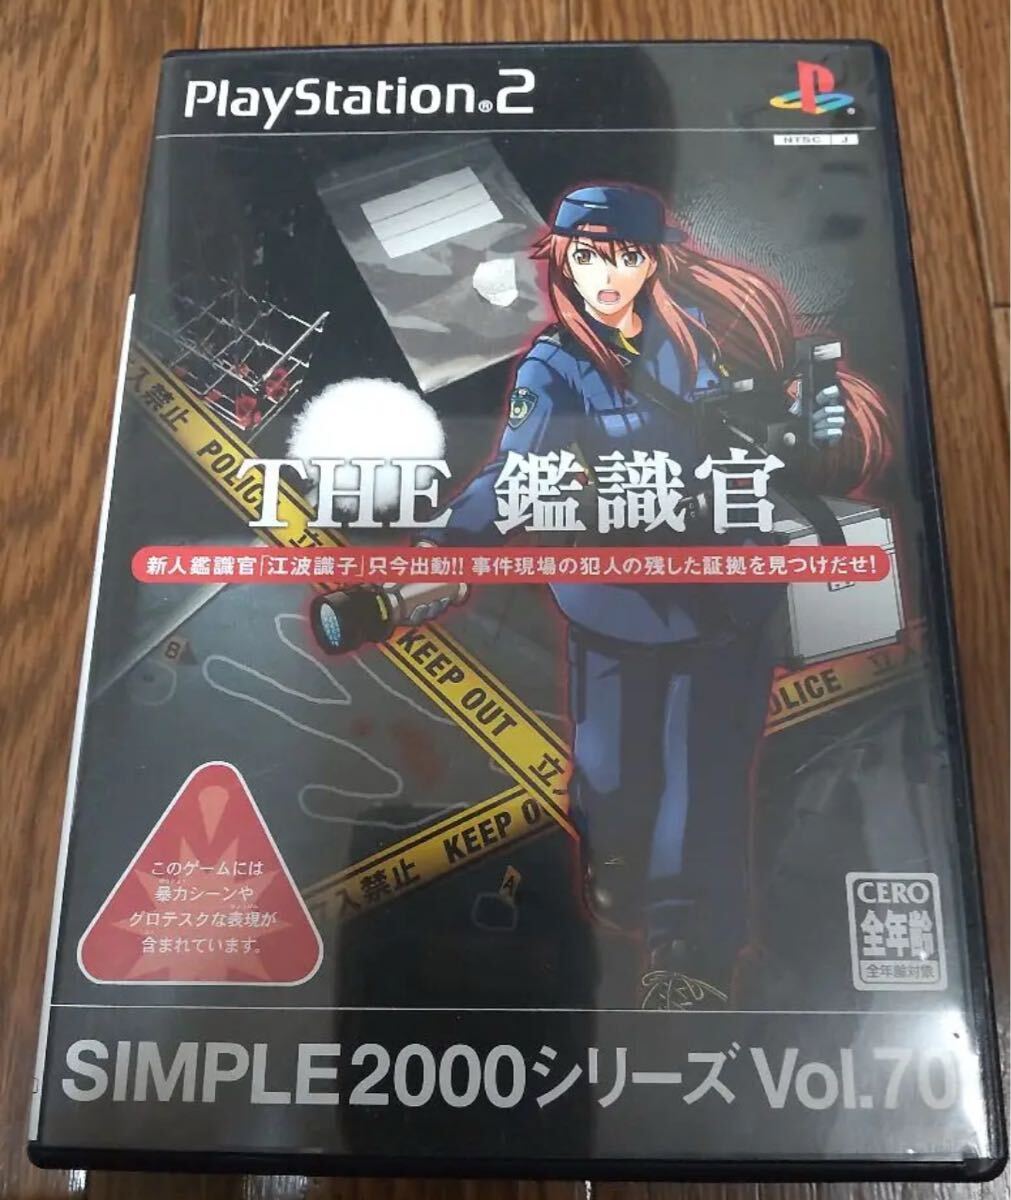 PlayStation®2
NTSC J
入禁止 POLICE 立
THE 鑑識官
新人鑑識官「江波識子」只今出動!! 事件現場の犯人の残した証拠を見つけだせ!
B
KEEP OUT 立入
POLICE 立入
入禁止 KEEP O
A
このゲームには
暴力シーンや
グロテスクな表現が
含まれています。
CERO
全年齢
全年齢対象
SIMPLE2000シリーズ Vol.70